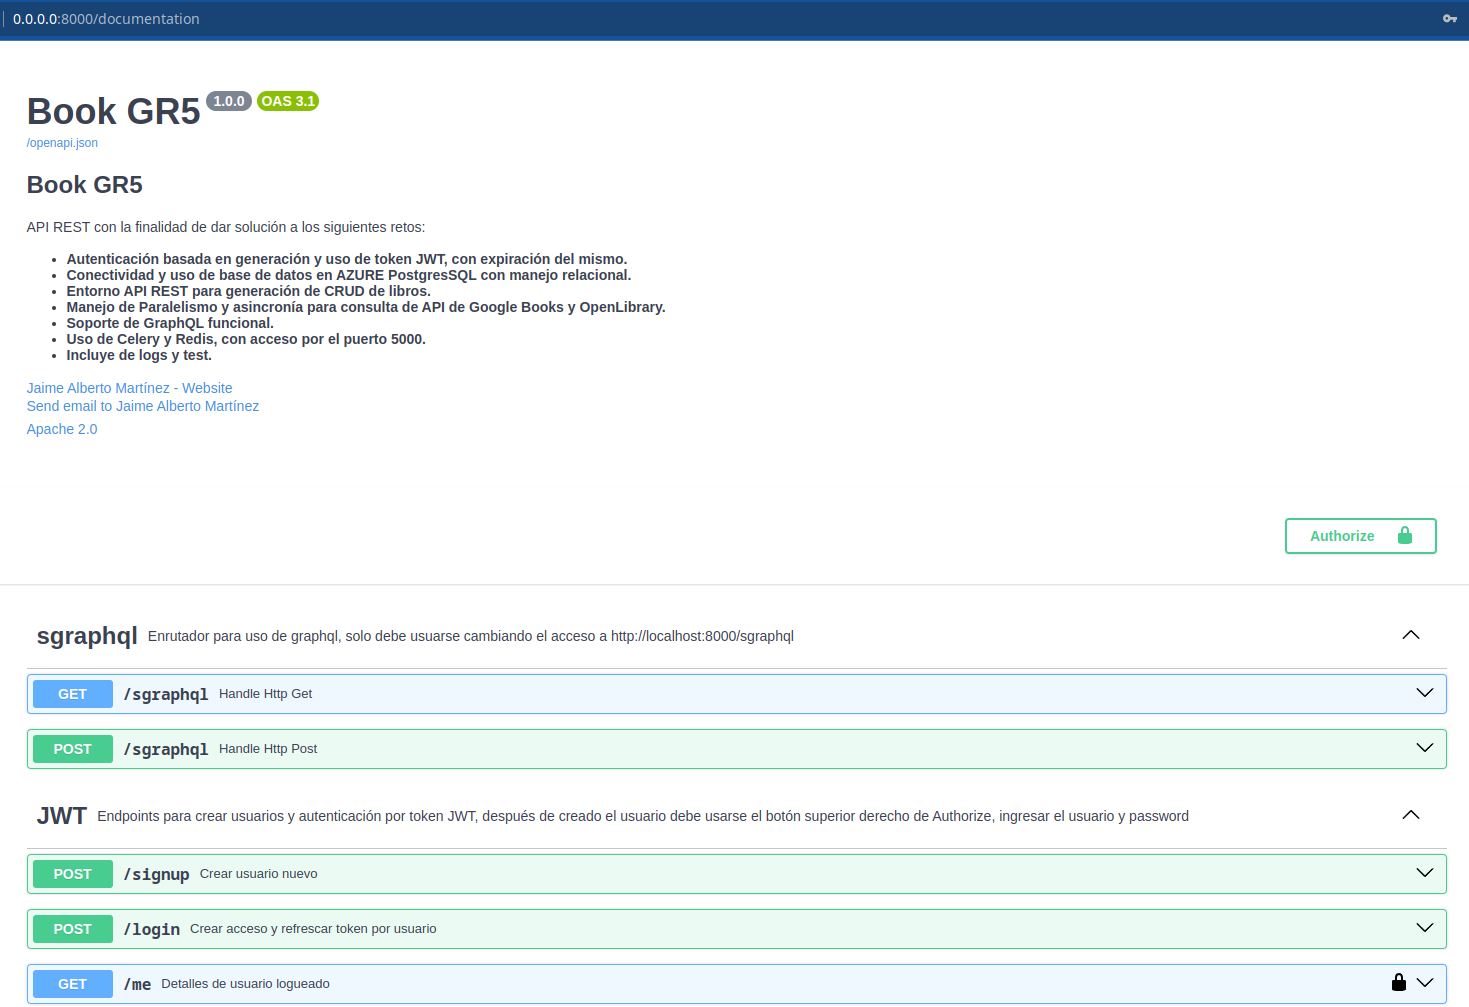 0.0.0.0:8000/documentation
Book GR5 1.0.0 OAS 3.1
/openapi.json
Book GR5
API REST con la finalidad de dar solución a los siguientes retos:
Autenticación basada en generación y uso de token JWT, con expiración del mismo.
Conectividad y uso de base de datos en AZURE PostgresSQL con manejo relacional.
Entorno API REST para generación de CRUD de libros.
Manejo de Paralelismo y asincronía para consulta de API de Google Books y OpenLibrary.
Soporte de GraphQL funcional.
Uso de Celery y Redis, con acceso por el puerto 5000.
Incluye de logs y test.
Jaime Alberto Martínez - Website
Send email to Jaime Alberto Martínez
Apache 2.0
Authorize
sgraphql Enrutador para uso de graphql, solo debe usarse cambiando el acceso a http://localhost:8000/sgraphql
GET /sgraphql Handle Http Get
POST /sgraphql Handle Http Post
JWT Endpoints para crear usuarios y autenticación por token JWT, después de creado el usuario debe usarse el botón superior derecho de Authorize, ingresar el usuario y password
POST /signup Crear usuario nuevo
POST /login Crear acceso y refrescar token por usuario
GET /me Detalles de usuario logueado